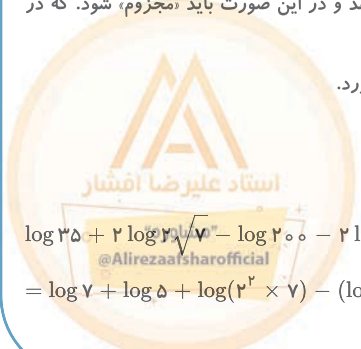 د و در این صورت باید «مجزوم» شود. که در
رد.
استاد علیرضا افشار
log ۳۵ + ۲ log ۲√۷ − log ۲۰۰ − ۲ l
@Alirezaafsharofficial
= log ۷ + log ۵ + log(۲^۲ × ۷) − (lo